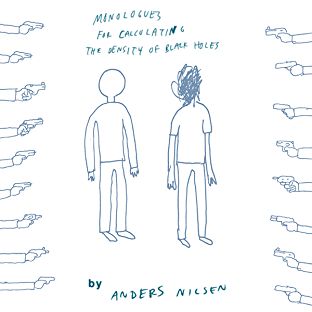 MONOLOGUES
FOR CALCULATING
THE DENSITY OF BLACK HOLES
by
ANDERS NILSEN